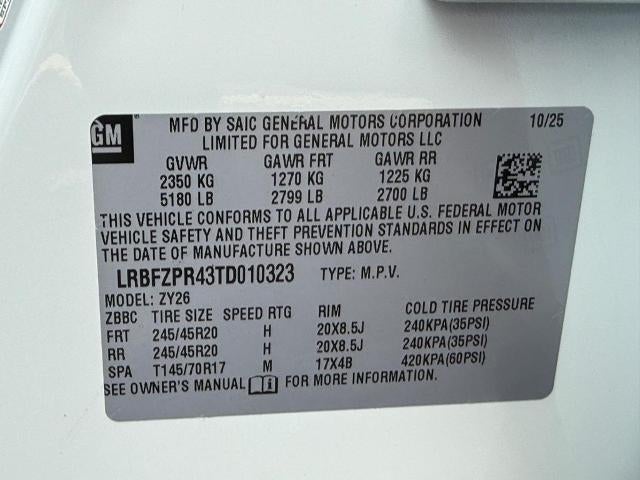 GM
MFD BY SAIC GENERAL MOTORS CORPORATION 10/25
LIMITED FOR GENERAL MOTORS LLC
GVWR GAWR FRT GAWR RR
2350 KG 1270 KG 1225 KG
5180 LB 2799 LB 2700 LB
THIS VEHICLE CONFORMS TO ALL APPLICABLE U.S. FEDERAL MOTOR
VEHICLE SAFETY AND THEFT PREVENTION STANDARDS IN EFFECT ON
THE DATE OF MANUFACTURE SHOWN ABOVE.
LRBFZPR43TD010323 TYPE: M.P.V.
MODEL: ZY26
ZBBC TIRE SIZE SPEED RTG RIM COLD TIRE PRESSURE
FRT 245/45R20 H 20X8.5J 240KPA(35PSI)
RR 245/45R20 H 20X8.5J 240KPA(35PSI)
SPA T145/70R17 M 17X4B 420KPA(60PSI)
SEE OWNER'S MANUAL FOR MORE INFORMATION.